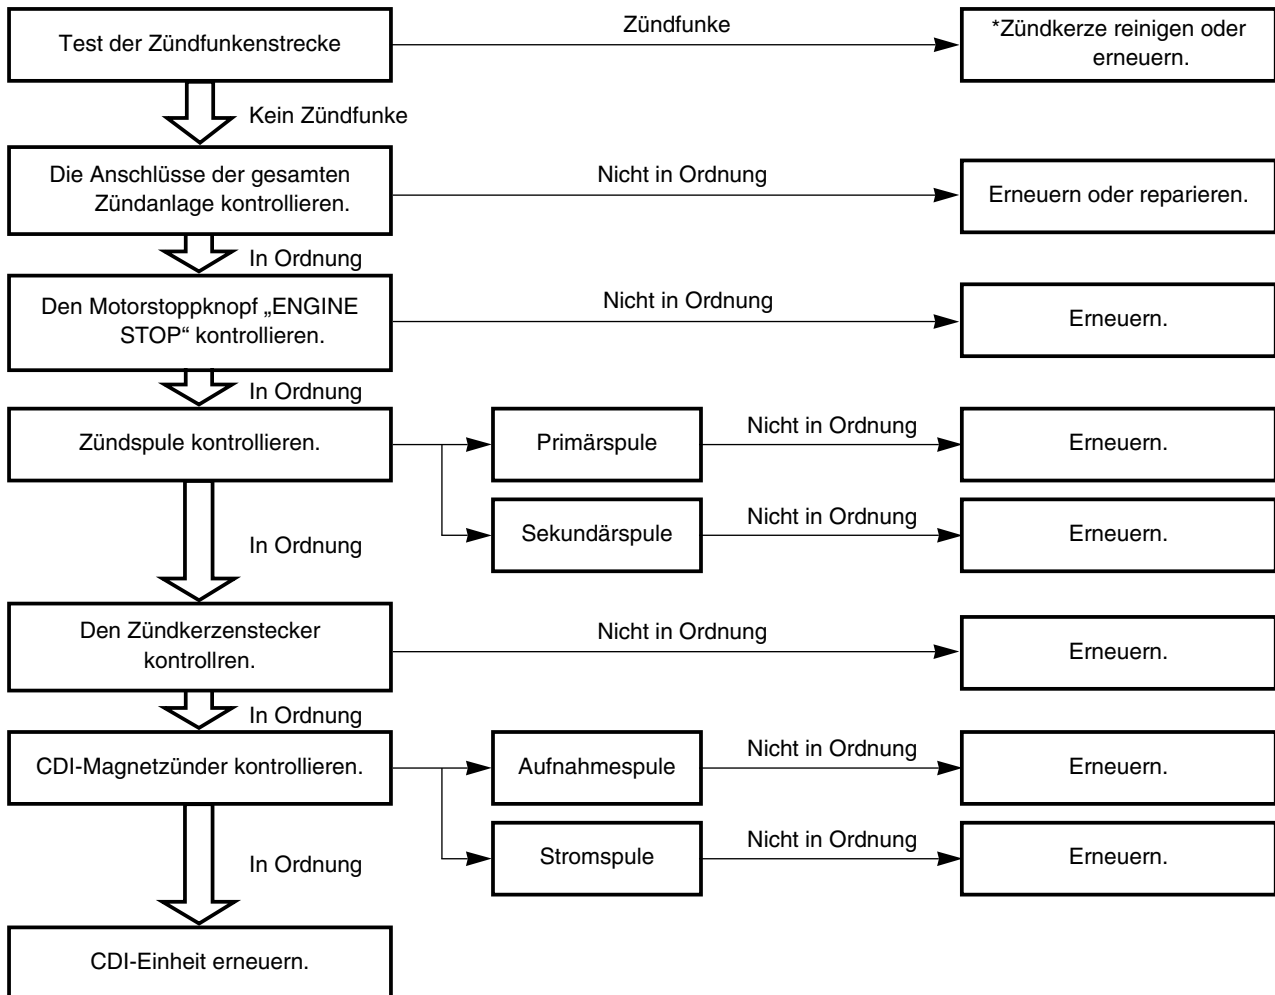 Test der Zündfunkenstrecke
Zündfunke
*Zündkerze reinigen oder
erneuern.
Kein Zündfunke
Die Anschlüsse der gesamten
Zündanlage kontrollieren.
Nicht in Ordnung
Erneuern oder reparieren.
In Ordnung
Den Motorstoppknopf „ENGINE
STOP“ kontrollieren.
Nicht in Ordnung
Erneuern.
In Ordnung
Zündspule kontrollieren.
Primärspule
Nicht in Ordnung
Erneuern.
Sekundärspule
Nicht in Ordnung
Erneuern.
In Ordnung
Den Zündkerzenstecker
kontrollren.
Nicht in Ordnung
Erneuern.
In Ordnung
CDI-Magnetzünder kontrollieren.
Aufnahmespule
Nicht in Ordnung
Erneuern.
Stromspule
Nicht in Ordnung
Erneuern.
In Ordnung
CDI-Einheit erneuern.